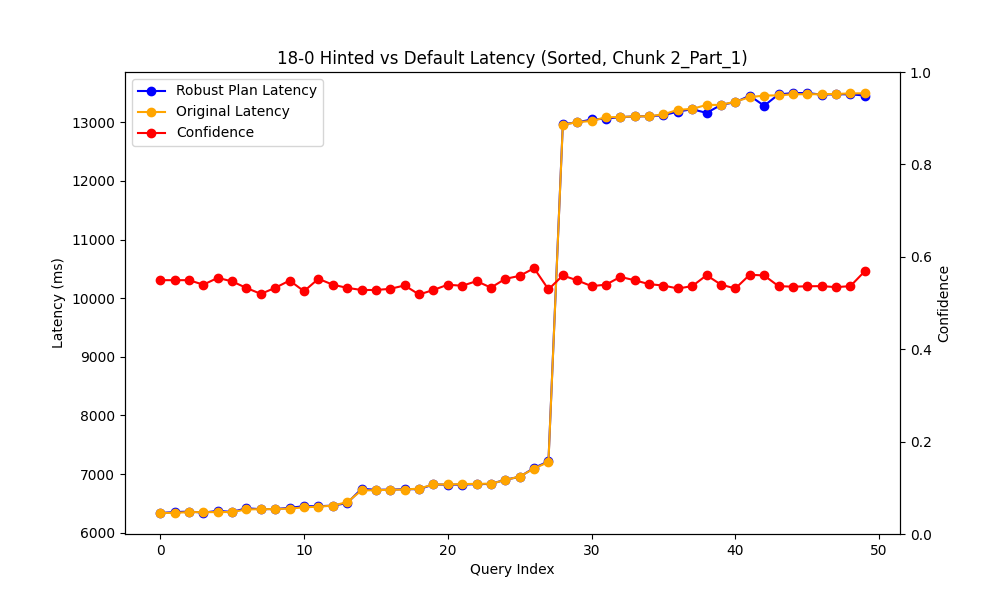 18-0 Hinted vs Default Latency (Sorted, Chunk 2_Part_1)
Robust Plan Latency
Original Latency
Confidence
Latency (ms)
13000
12000
11000
10000
9000
8000
7000
6000
1.0
0.8
0.6
0.4
0.2
0.0
Confidence
0 10 20 30 40 50
Query Index